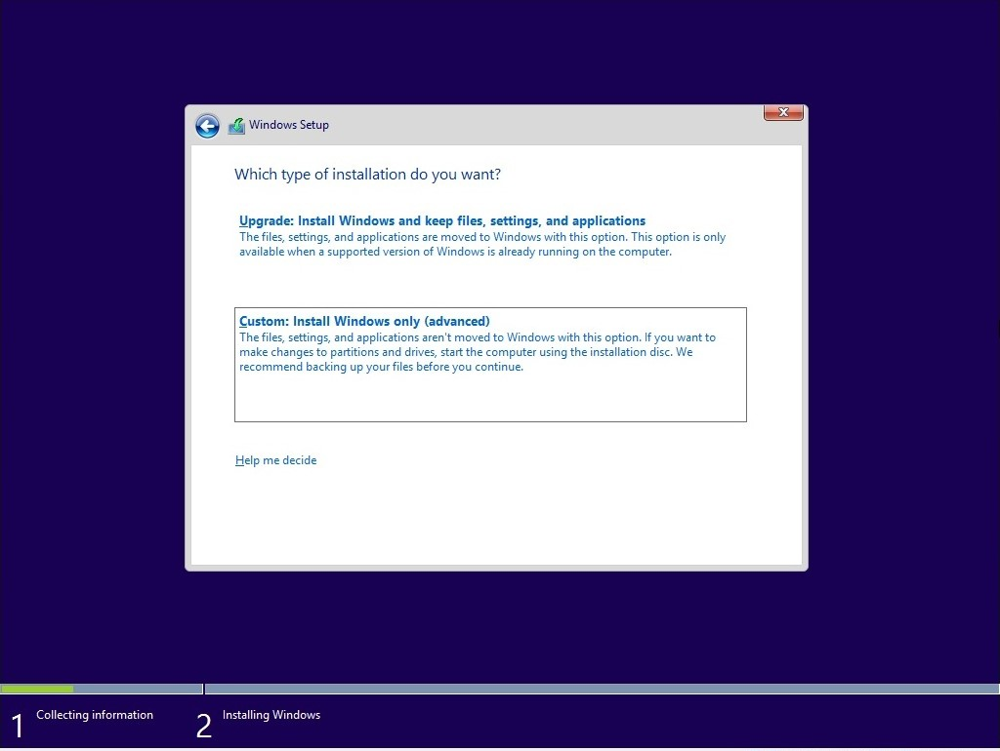 Windows Setup
Which type of installation do you want?
Upgrade: Install Windows and keep files, settings, and applications
The files, settings, and applications are moved to Windows with this option. This option is only
available when a supported version of Windows is already running on the computer.
Custom: Install Windows only (advanced)
The files, settings, and applications aren't moved to Windows with this option. If you want to
make changes to partitions and drives, start the computer using the installation disc. We
recommend backing up your files before you continue.
Help me decide
1 Collecting information
2 Installing Windows